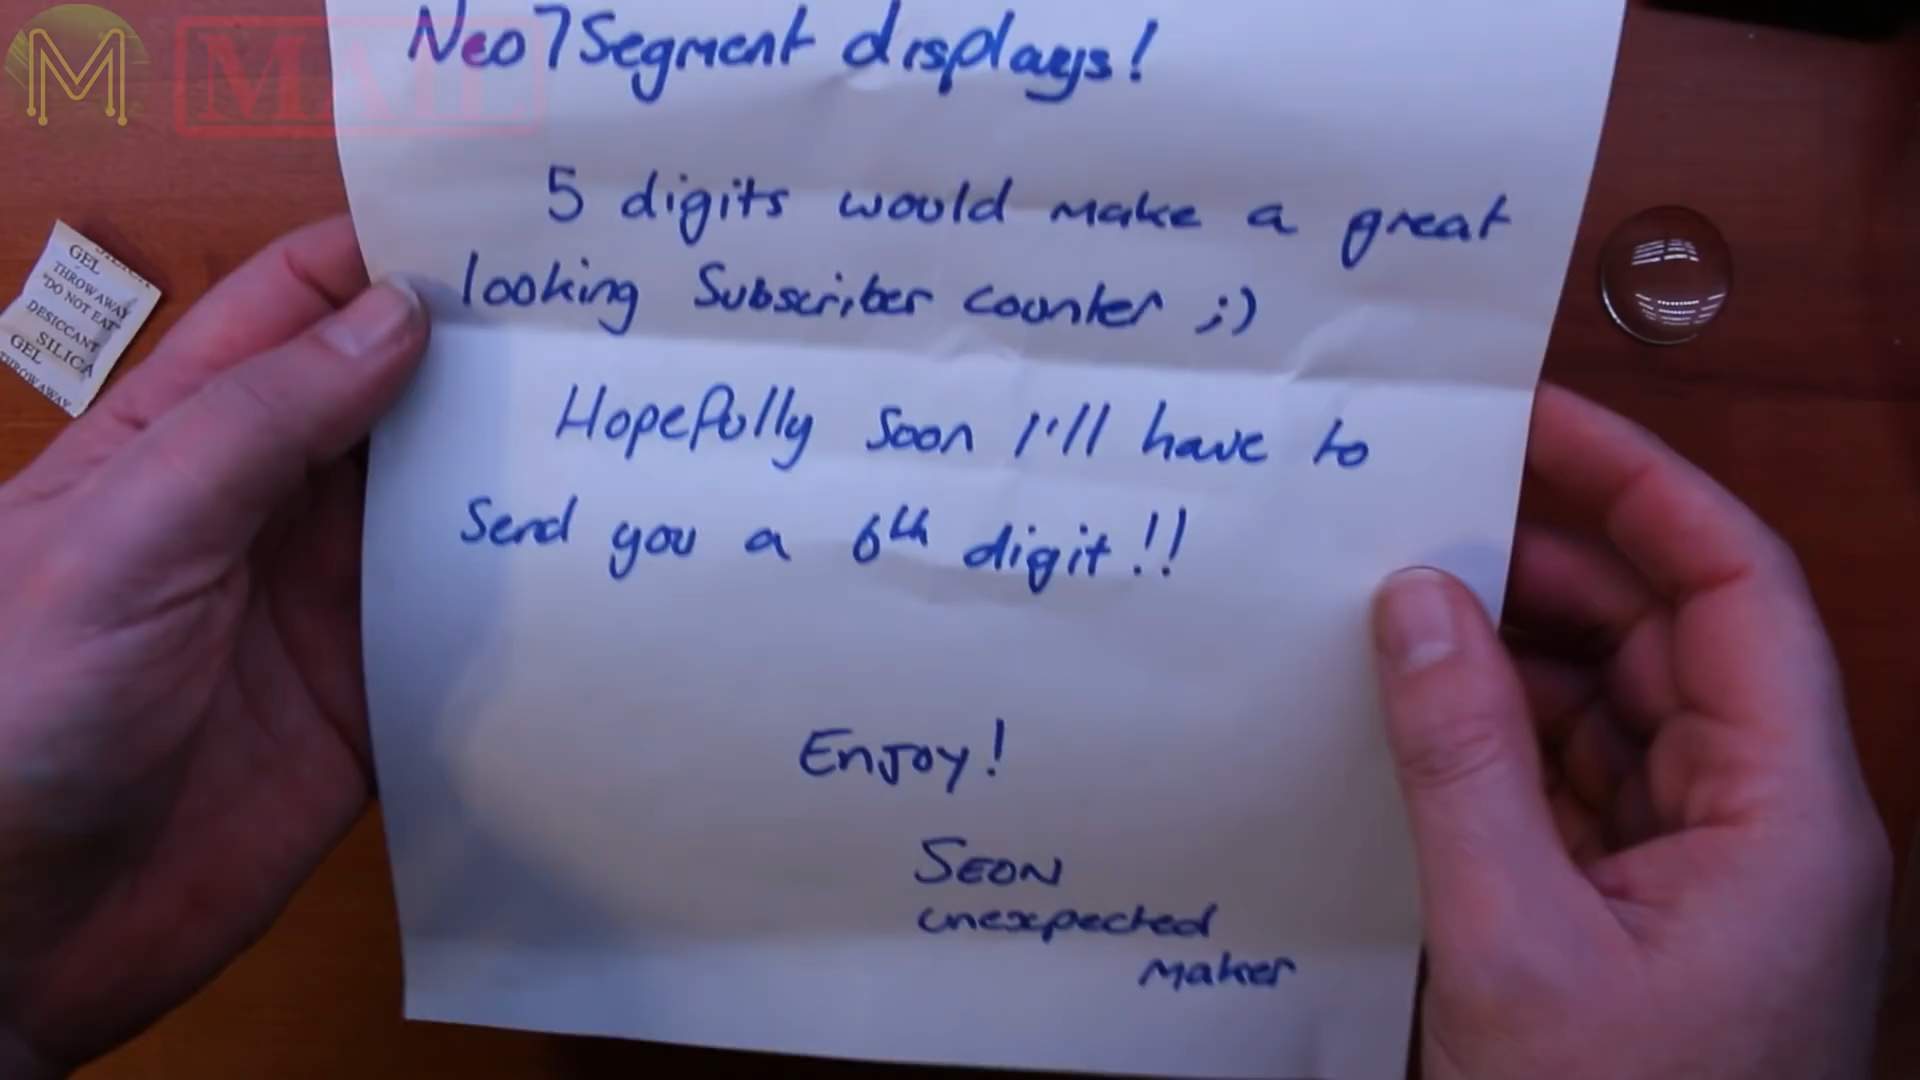 M
MAIL
Neo7Segment displays!
5 digits would make a great
looking Subscriber counter ;)
Hopefully soon I'll have to
send you a 6th digit!!
Enjoy!
SEON
unexpected
maker
GEL
THROW AWAY
"DO NOT EAT"
DESICCANT
SILICA
GEL
THROW AWAY